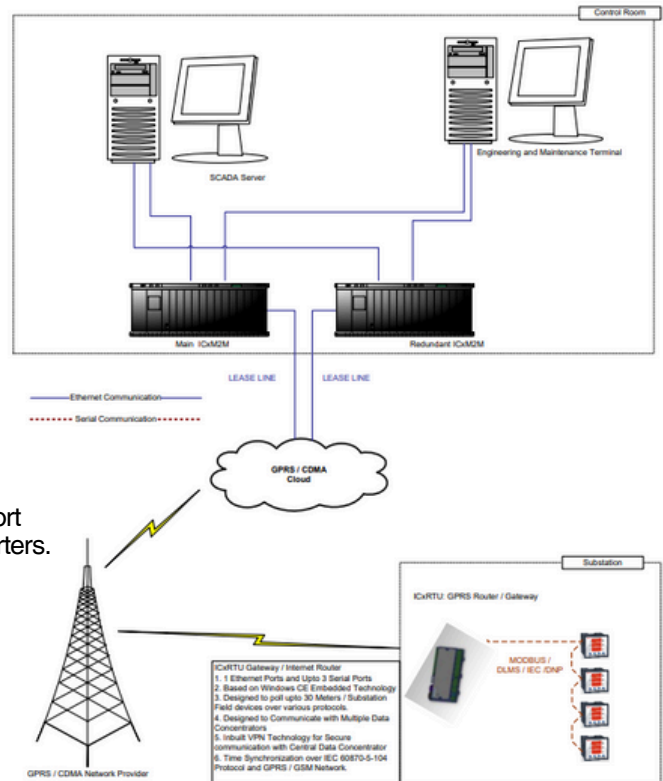 Control Room
SCADA Server
Engineering and Maintenance Terminal
Main ICxM2M
Redundant ICxM2M
LEASE LINE
LEASE LINE
Ethernet Communication
Serial Communication
GPRS / CDMA
Cloud
ort
rters.
Substation
ICxRTU: GPRS Router / Gateway
MODBUS /
DLMS / IEC /DNP
ICxRTU Gateway / Internet Router
1. 1 Ethernet Ports and Upto 3 Serial Ports
2. Based on Windows CE Embedded Technology
3. Designed to poll upto 30 Meters / Substation
Field devices over various protocols.
4. Designed to Communicate with Multiple Data
Concentrators
5. Inbuilt VPN Technology for Secure
communication with Central Data Concentrator
6. Time Synchronization over IEC 60870-5-104
Protocol and GPRS / GSM Network.
GPRS / CDMA Network Provider